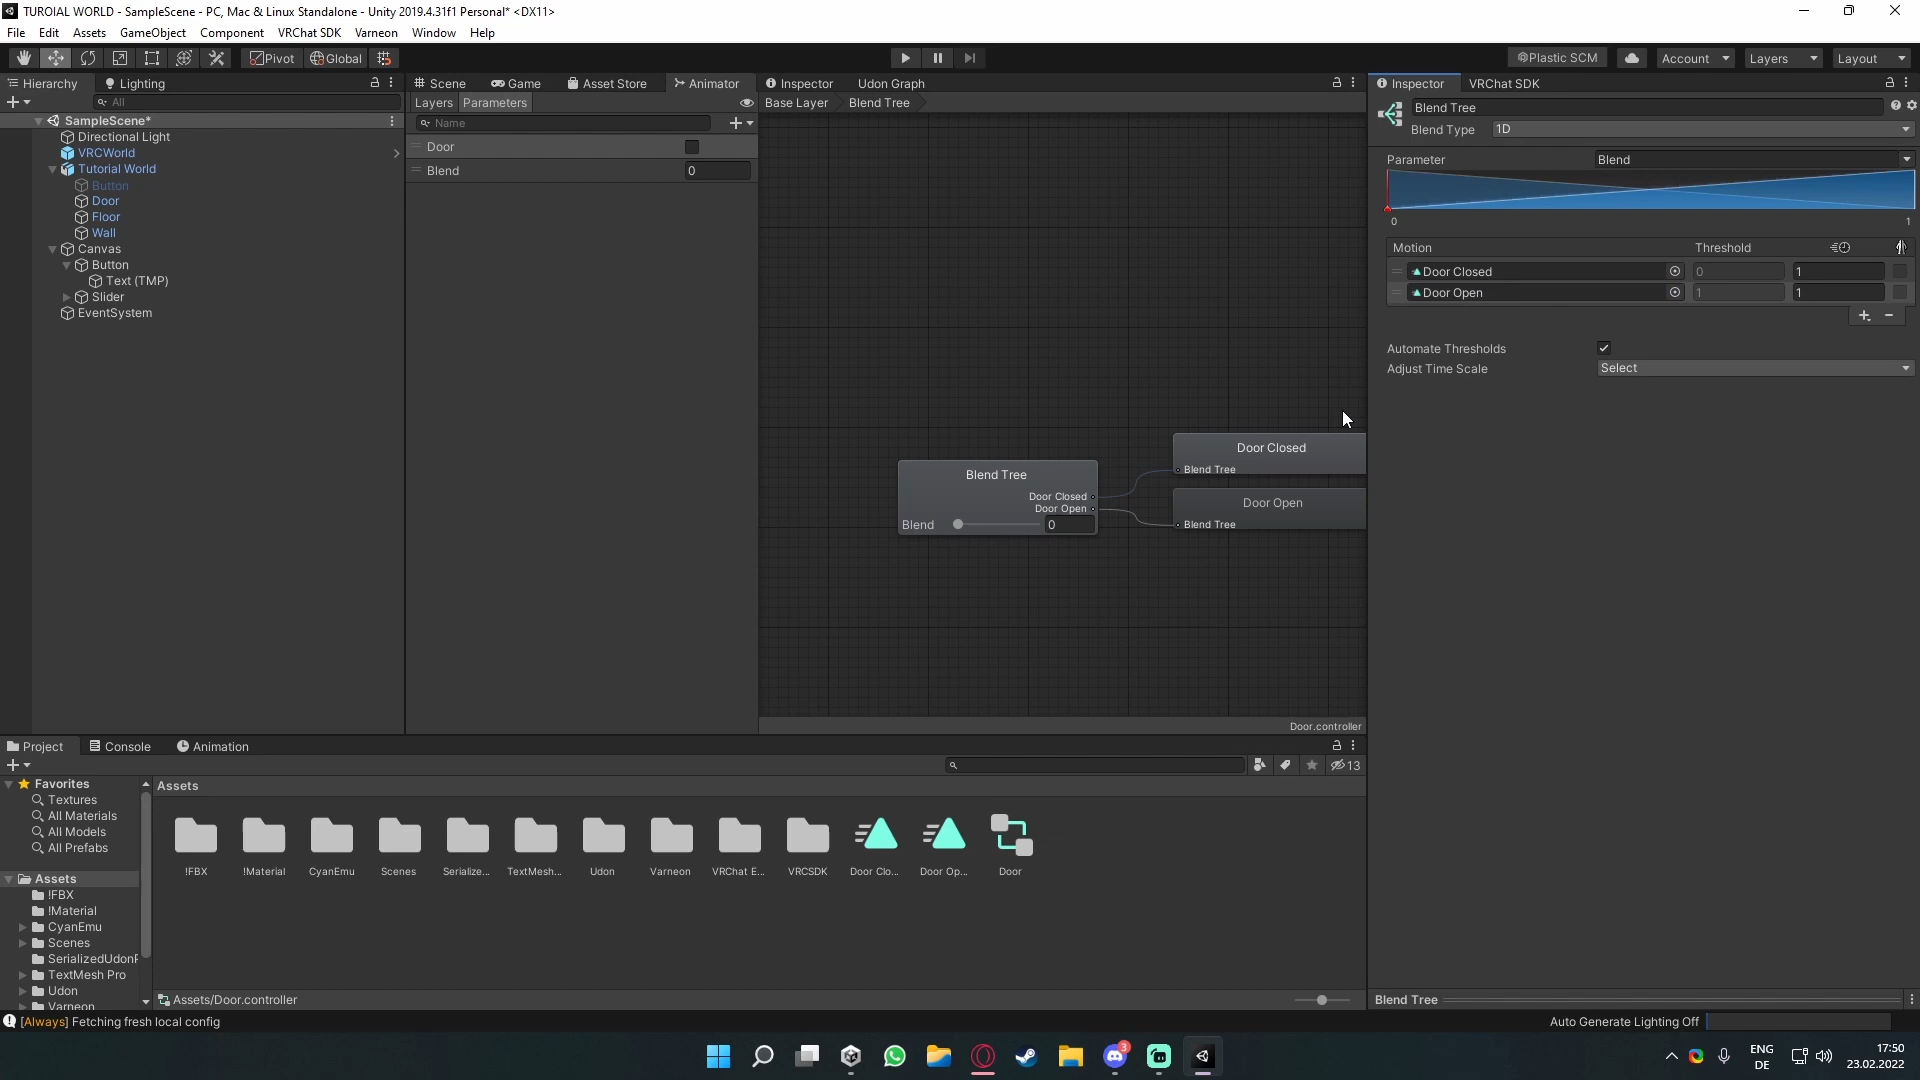 TUROIAL WORLD - SampleScene - PC, Mac & Linux Standalone - Unity 2019.4.31f1 Personal* <DX11>
File Edit Assets GameObject Component VRChat SDK Varneon Window Help
Pivot Global Plastic SCM Account Layers Layout
Hierarchy Lighting
All
SampleScene*
Directional Light
VRCWorld
Tutorial World
Button
Door
Floor
Wall
Canvas
Button
Text (TMP)
Slider
EventSystem
Scene Game Asset Store Animator Inspector Udon Graph
Layers Parameters Base Layer Blend Tree
Name
Door
Blend 0
Blend Tree
Door Closed
Door Open
Blend 0
Door Closed
Blend Tree
Door Open
Blend Tree
Door.controller
Inspector VRChat SDK
Blend Tree
Blend Type 1D
Parameter Blend
0 1
Motion Threshold
Door Closed 0 1
Door Open 1 1
+ -
Automate Thresholds
Adjust Time Scale Select
Blend Tree
Project Console Animation
13
Favorites
Textures
All Materials
All Models
All Prefabs
Assets
!FBX
!Material
CyanEmu
Scenes
SerializedUdonP
TextMesh Pro
Udon
Varneon
Assets
!FBX !Material CyanEmu Scenes Serialize... TextMesh... Udon Varneon VRChat E... VRCSDK Door Clo... Door Op... Door
Assets/Door.controller
[Always] Fetching fresh local config
Auto Generate Lighting Off
3
ENG
DE
17:50
23.02.2022